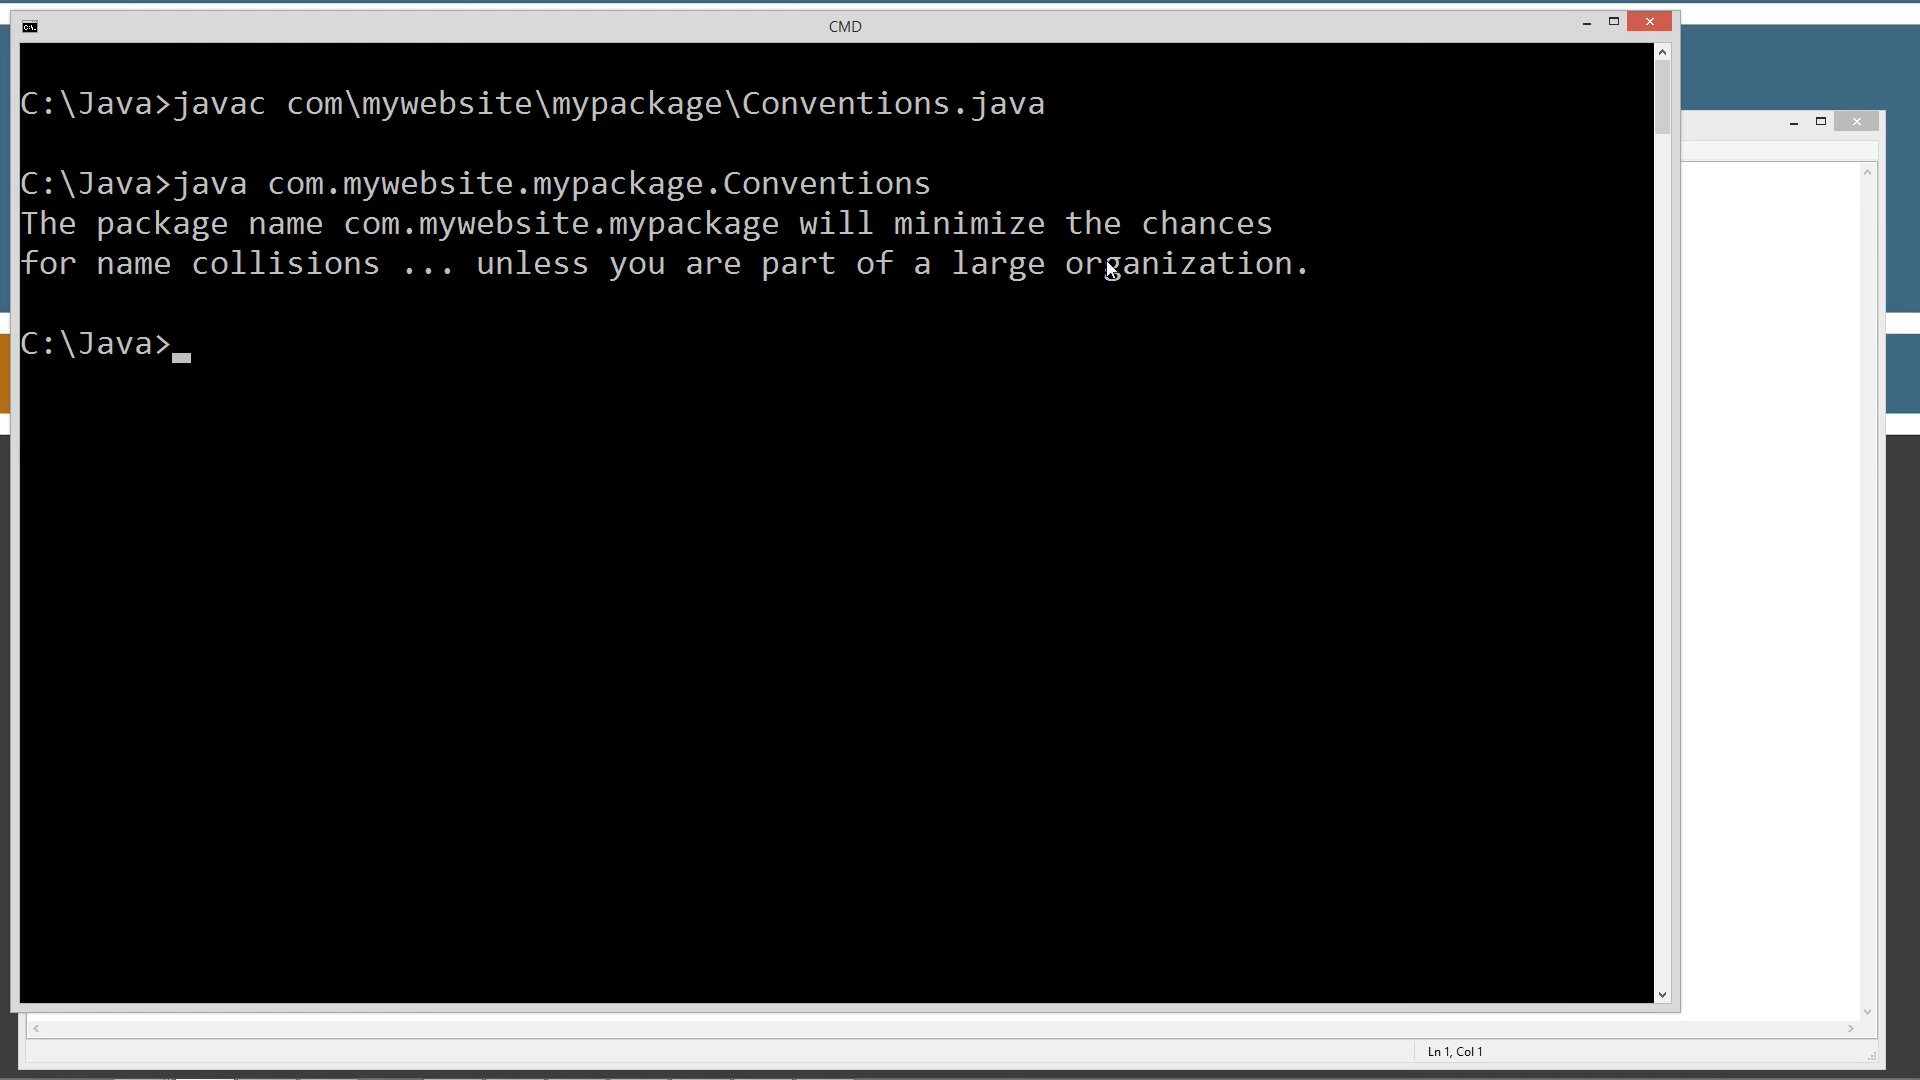 CMD
C:\Java>javac com\mywebsite\mypackage\Conventions.java
C:\Java>java com.mywebsite.mypackage.Conventions
The package name com.mywebsite.mypackage will minimize the chances
for name collisions ... unless you are part of a large organization.
C:\Java>
Ln 1, Col 1